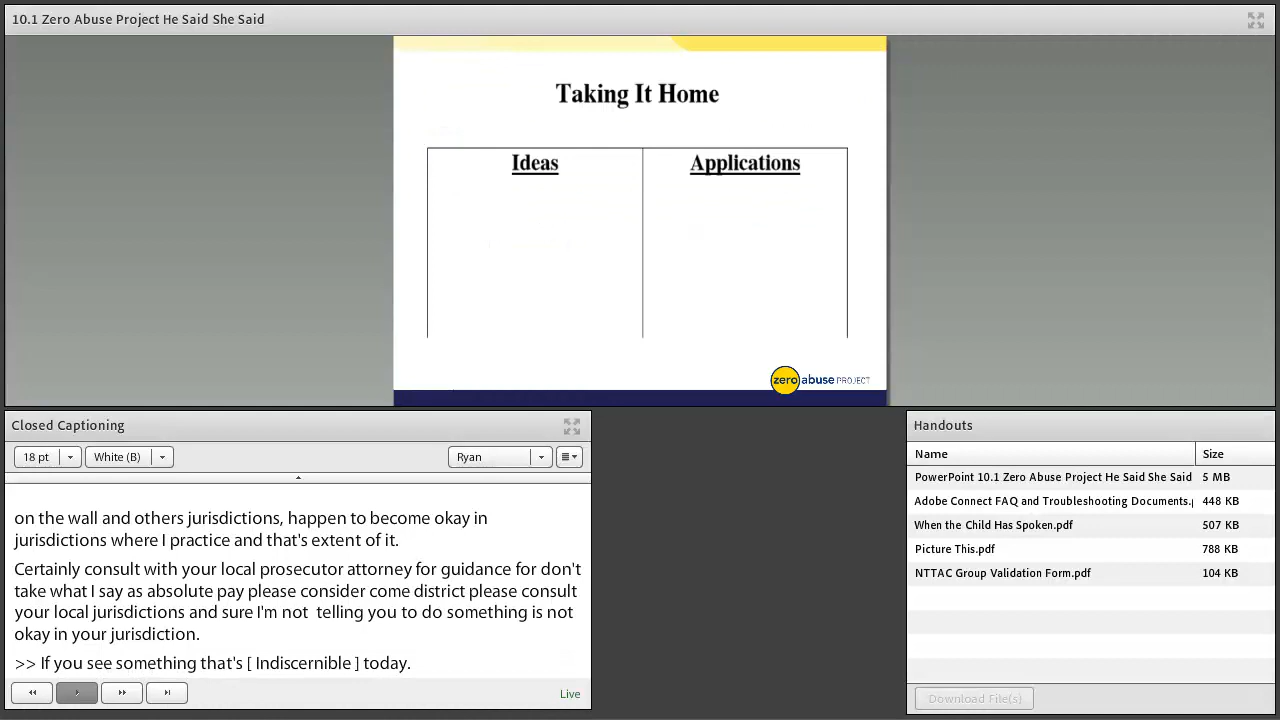 10.1 Zero Abuse Project He Said She Said
Taking It Home
Ideas
Applications
zero abuse PROJECT
Closed Captioning
18 pt
White (B)
Ryan
on the wall and others jurisdictions, happen to become okay in
jurisdictions where I practice and that's extent of it.
Certainly consult with your local prosecutor attorney for guidance for don't
take what I say as absolute pay please consider come district please consult
your local jurisdictions and sure I'm not  telling you to do something is not
okay in your jurisdiction.
>> If you see something that's [ Indiscernible ] today.
Live
Handouts
Name
Size
PowerPoint 10.1 Zero Abuse Project He Said She Said
5 MB
Adobe Connect FAQ and Troubleshooting Documents.
448 KB
When the Child Has Spoken.pdf
507 KB
Picture This.pdf
788 KB
NTTAC Group Validation Form.pdf
104 KB
Download File(s)